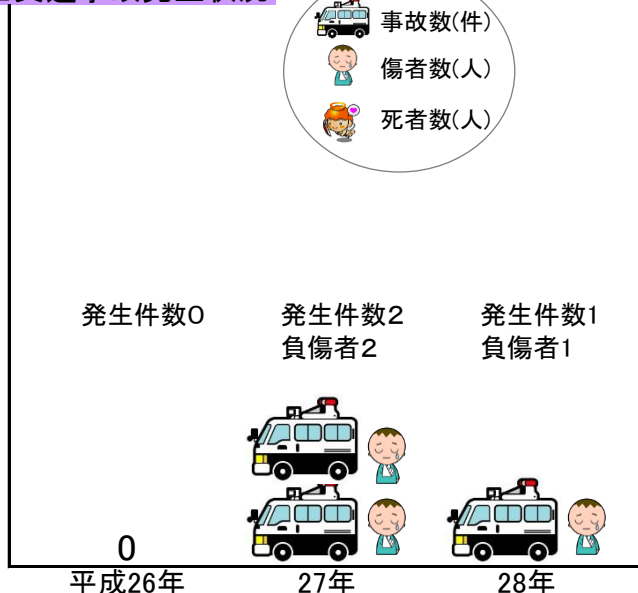 事故数(件)
傷者数(人)
死者数(人)
発生件数0
発生件数2
負傷者2
発生件数1
負傷者1
0
平成26年
27年
28年